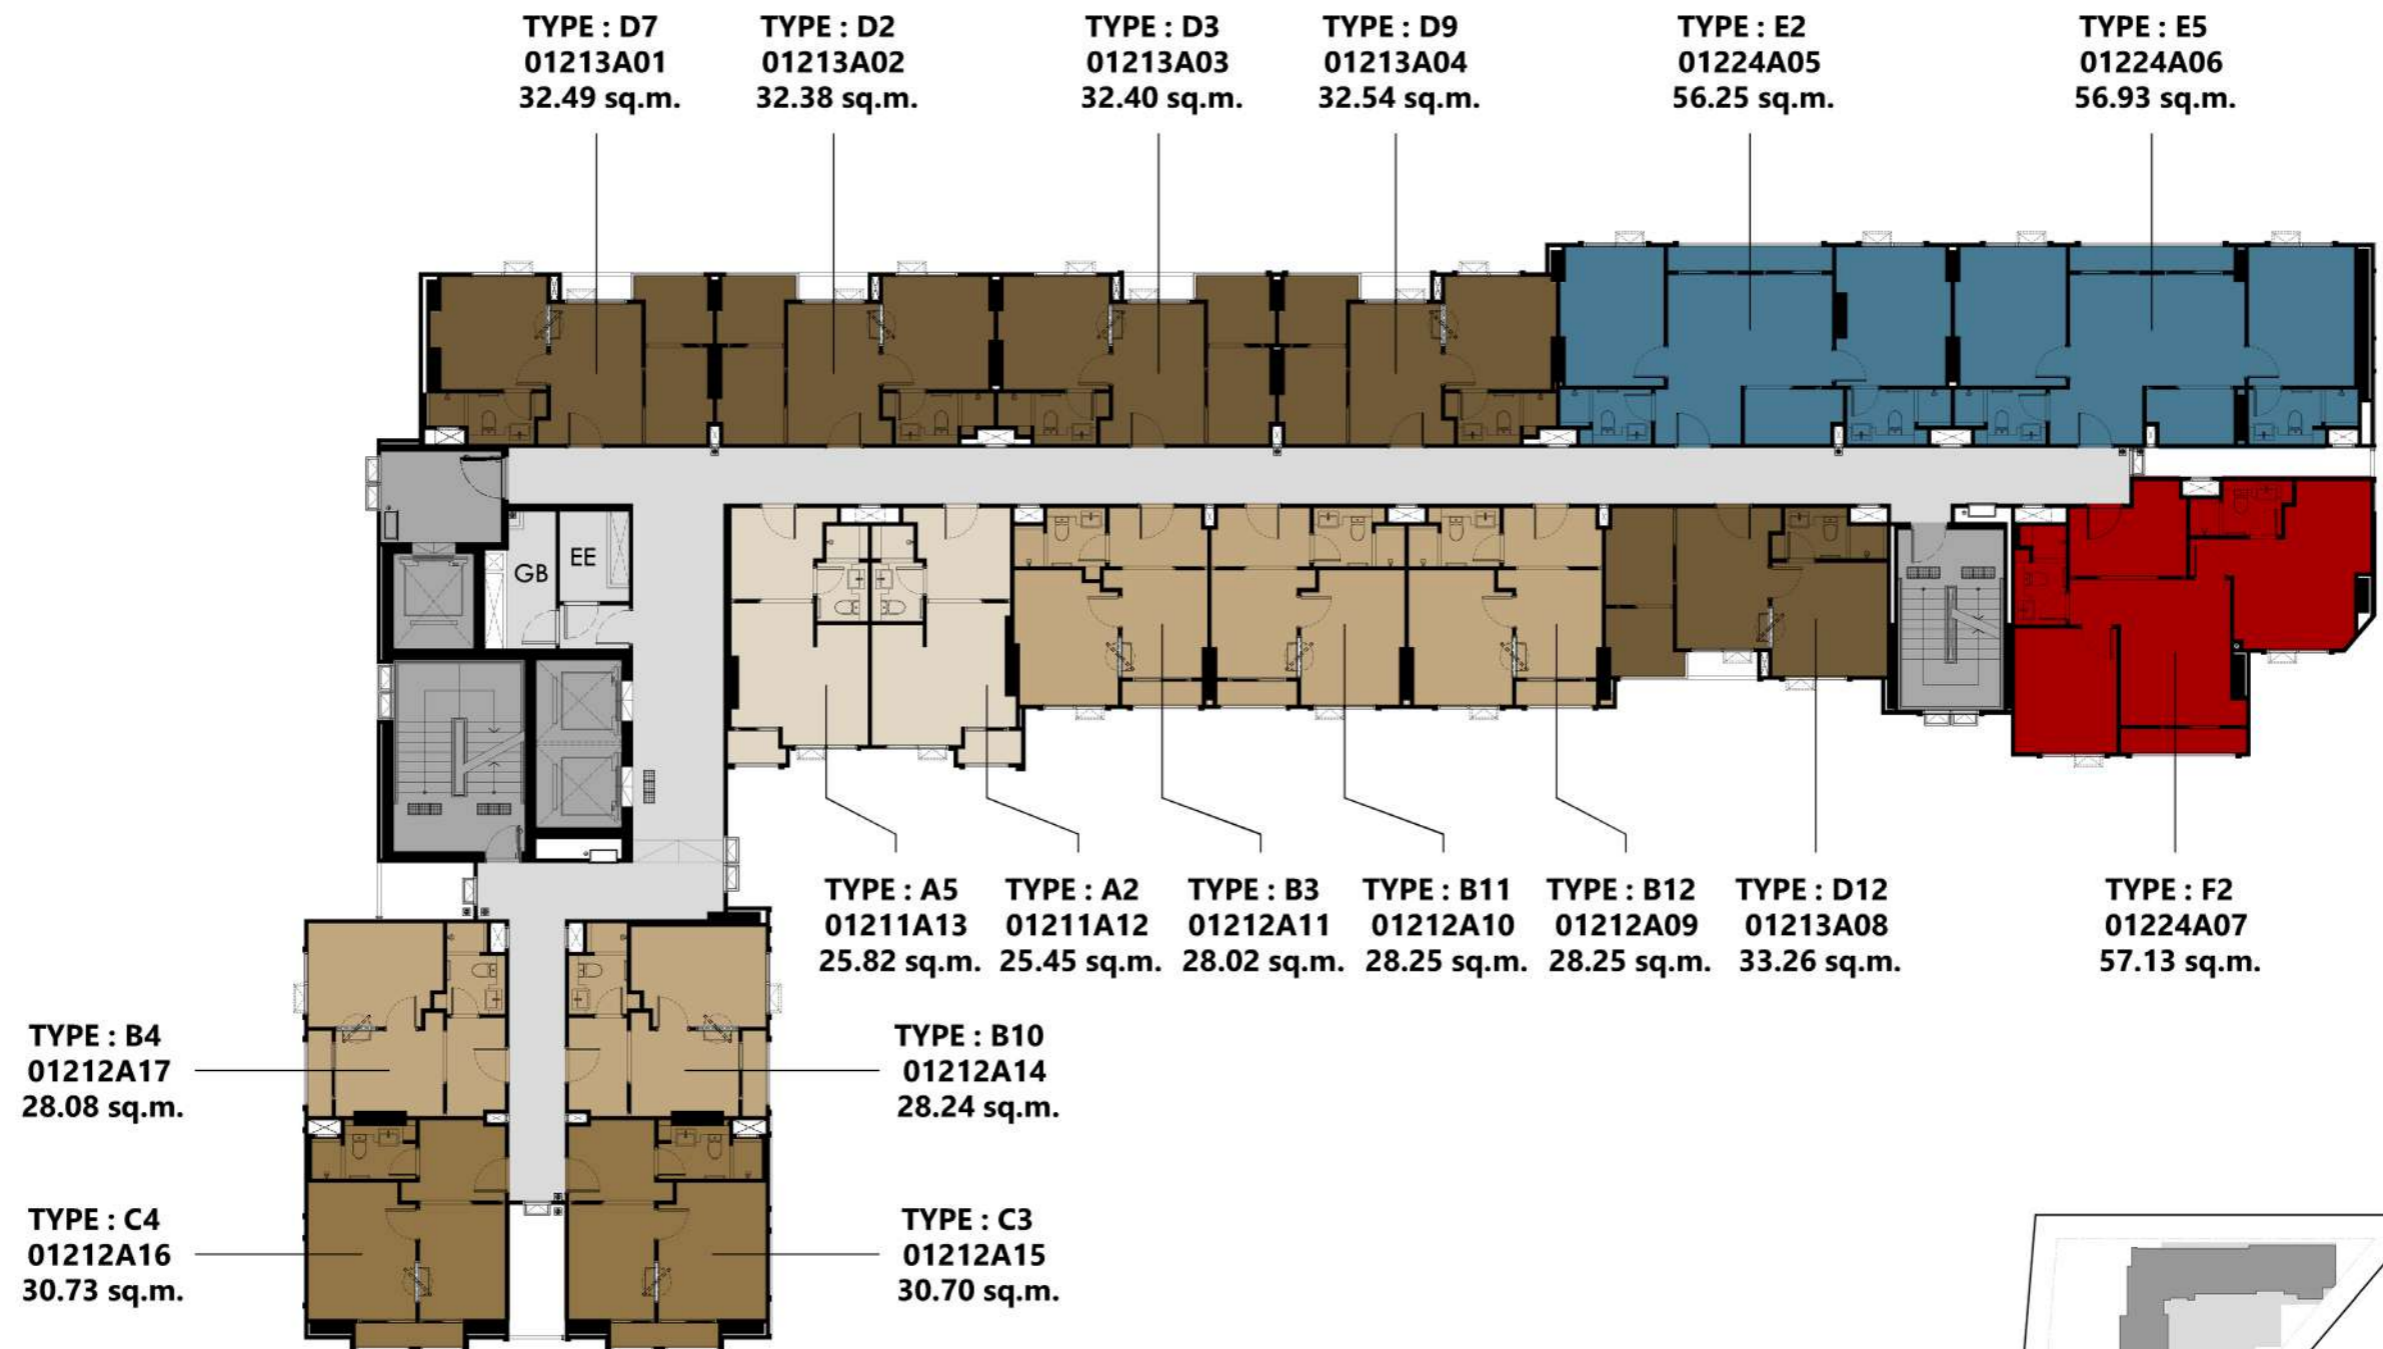 TYPE : D7
01213A01
32.49 sq.m.
TYPE : D2
01213A02
32.38 sq.m.
TYPE : D3
01213A03
32.40 sq.m.
TYPE : D9
01213A04
32.54 sq.m.
TYPE : E2
01224A05
56.25 sq.m.
TYPE : E5
01224A06
56.93 sq.m.
GB
EE
TYPE : A5
01211A13
25.82 sq.m.
TYPE : A2
01211A12
25.45 sq.m.
TYPE : B3
01212A11
28.02 sq.m.
TYPE : B11
01212A10
28.25 sq.m.
TYPE : B12
01212A09
28.25 sq.m.
TYPE : D12
01213A08
33.26 sq.m.
TYPE : F2
01224A07
57.13 sq.m.
TYPE : B4
01212A17
28.08 sq.m.
TYPE : B10
01212A14
28.24 sq.m.
TYPE : C4
01212A16
30.73 sq.m.
TYPE : C3
01212A15
30.70 sq.m.